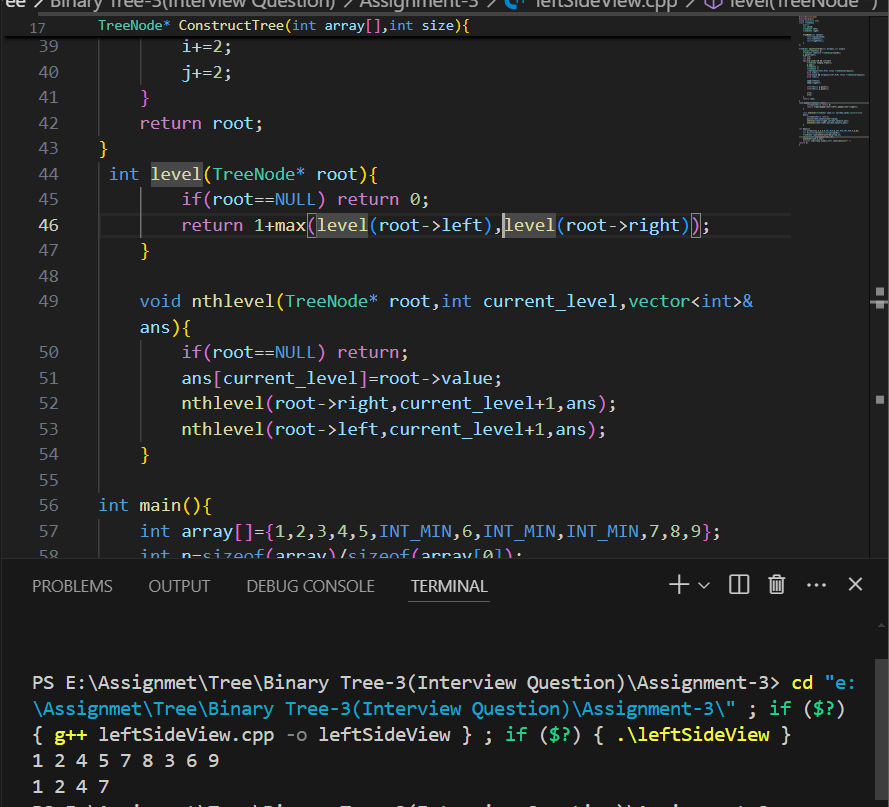 ee > Binary Tree-3(Interview Question) > Assignment-3 > leftSideView.cpp > level(TreeNode*)
17 TreeNode* ConstructTree(int array[],int size){
39 i+=2;
40 j+=2;
41 }
42 return root;
43 }
44 int level(TreeNode* root){
45 if(root==NULL) return 0;
46 return 1+max(level(root->left),level(root->right));
47 }
48
49 void nthlevel(TreeNode* root,int current_level,vector<int>&
ans){
50 if(root==NULL) return;
51 ans[current_level]=root->value;
52 nthlevel(root->right,current_level+1,ans);
53 nthlevel(root->left,current_level+1,ans);
54 }
55
56 int main(){
57 int array[]={1,2,3,4,5,INT_MIN,6,INT_MIN,INT_MIN,7,8,9};
58 int n=sizeof(array)/sizeof(array[0]);
PROBLEMS OUTPUT DEBUG CONSOLE TERMINAL
PS E:\Assignmet\Tree\Binary Tree-3(Interview Question)\Assignment-3> cd "e:
\Assignmet\Tree\Binary Tree-3(Interview Question)\Assignment-3\" ; if ($?)
{ g++ leftSideView.cpp -o leftSideView } ; if ($?) { .\leftSideView }
1 2 4 5 7 8 3 6 9
1 2 4 7